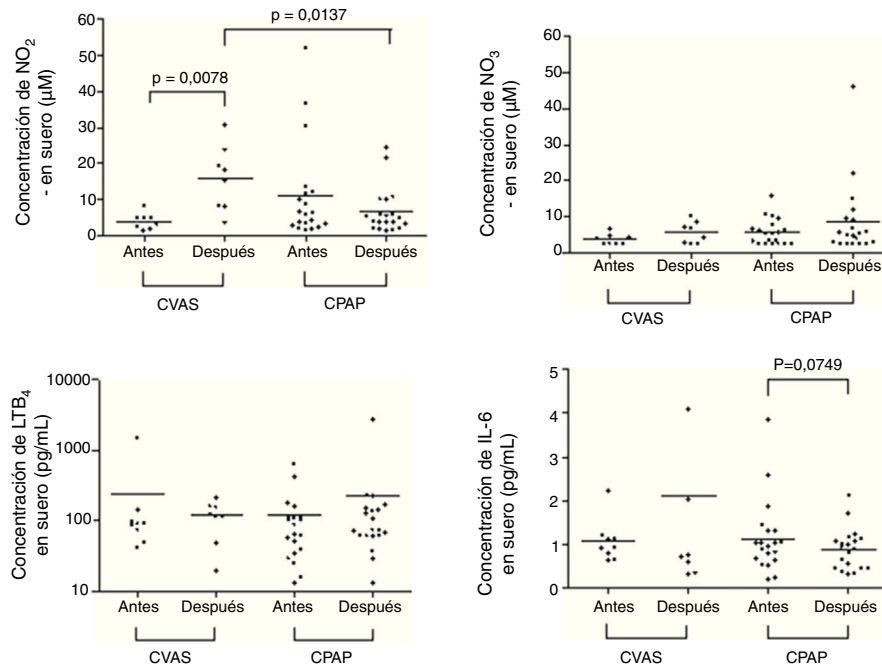 p = 0,0137
p = 0,0078
Concentración de NO2
- en suero (µM)
60
50
40
30
20
10
0
Antes
Después
Antes
Después
CVAS
CPAP
Concentración de NO3
- en suero (µM)
60
50
40
30
20
10
0
Antes
Después
Antes
Después
CVAS
CPAP
Concentración de LTB4
en suero (pg/mL)
10000
1000
100
10
Antes
Después
Antes
Después
CVAS
CPAP
P=0,0749
Concentración de IL-6
en suero (pg/mL)
5
4
3
2
1
0
Antes
Después
Antes
Después
CVAS
CPAP